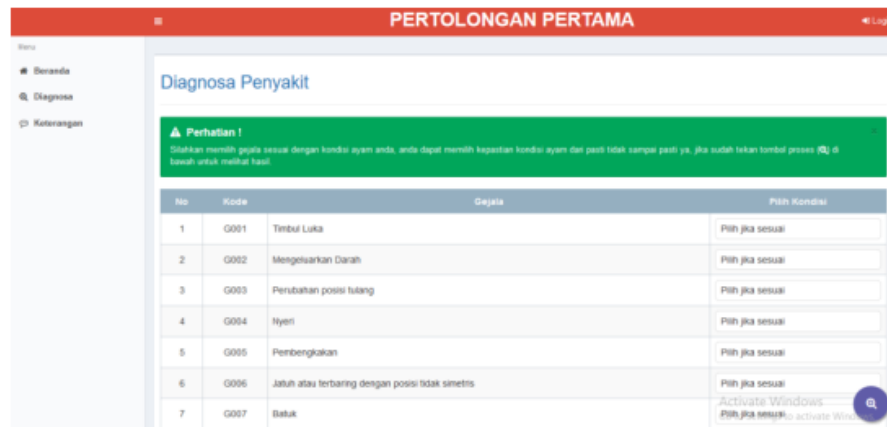 PERTOLONGAN PERTAMA
Menu
Beranda
Diagnosa
Keterangan
Diagnosa Penyakit
Perhatian !
Silahkan memilih gejala sesuai dengan kondisi ayam anda, anda dapat memilih kepastian kondisi ayam dari pasti tidak sampai pasti ya, jika sudah tekan tombol proses ( ) di
bawah untuk melihat hasil.
No Kode Gejala Pilih Kondisi
1 G001 Timbul Luka Pilih jika sesuai
2 G002 Mengeluarkan Darah Pilih jika sesuai
3 G003 Perubahan posisi tulang Pilih jika sesuai
4 G004 Nyeri Pilih jika sesuai
5 G005 Pembengkakan Pilih jika sesuai
6 G006 Jatuh atau terbaring dengan posisi tidak simetris Pilih jika sesuai
Activate Windows
7 G007 Batuk Pilih jika sesuai to activate